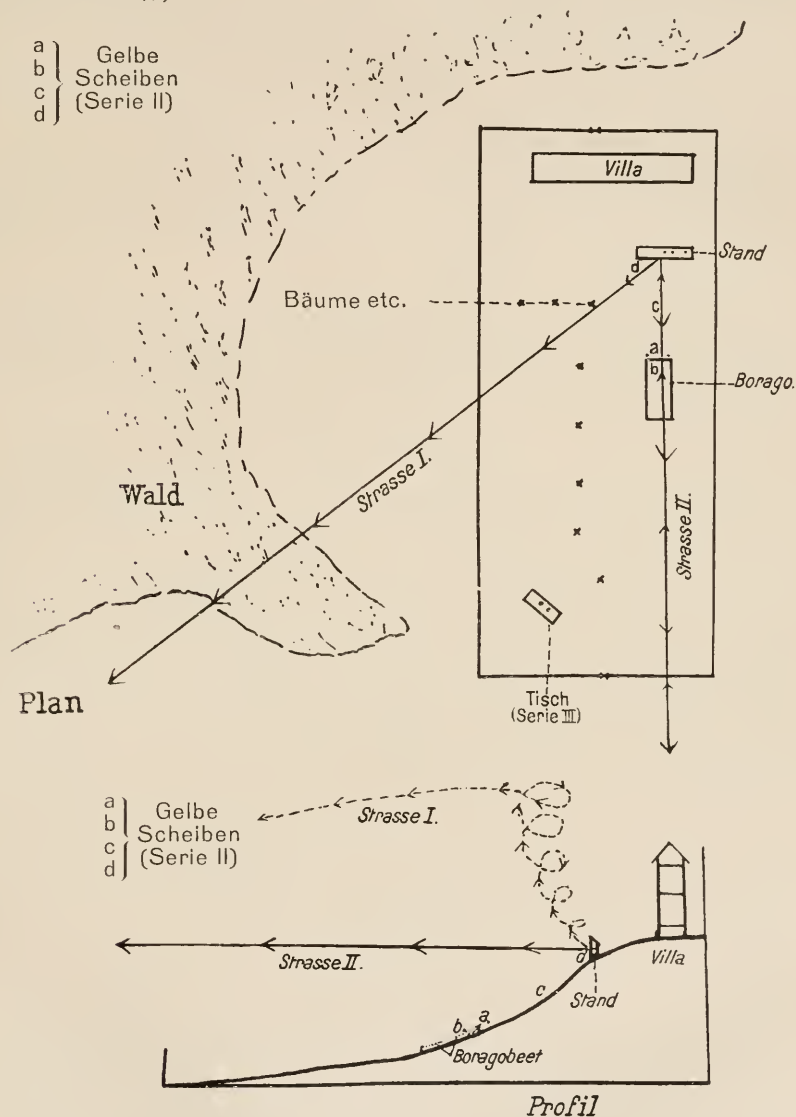 a
b
c
d
Gelbe
Scheiben
(Serie II)
Villa
Stand
d
Bäume etc.
c
a
b
Borago.
Strasse I.
Wald
Strasse II.
Plan
Tisch
(Serie III)
a
b
c
d
Gelbe
Scheiben
(Serie II)
Strasse I.
Strasse II.
d
Villa
c
Stand
b
a.
Boragobeet
Profil